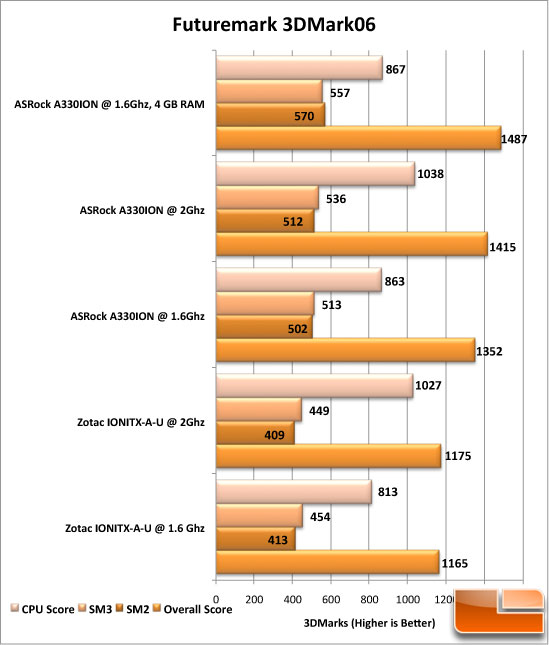 Futuremark 3DMark06
ASRock A330ION @ 1.6Ghz, 4 GB RAM
867
557
570
1487
ASRock A330ION @ 2Ghz
1038
536
512
1415
ASRock A330ION @ 1.6Ghz
863
513
502
1352
Zotac IONITX-A-U @ 2Ghz
1027
449
409
1175
Zotac IONITX-A-U @ 1.6 Ghz
813
454
413
1165
0 200 400 600 800 1000 1200
CPU Score SM3 SM2 Overall Score
3DMarks (Higher is Better)